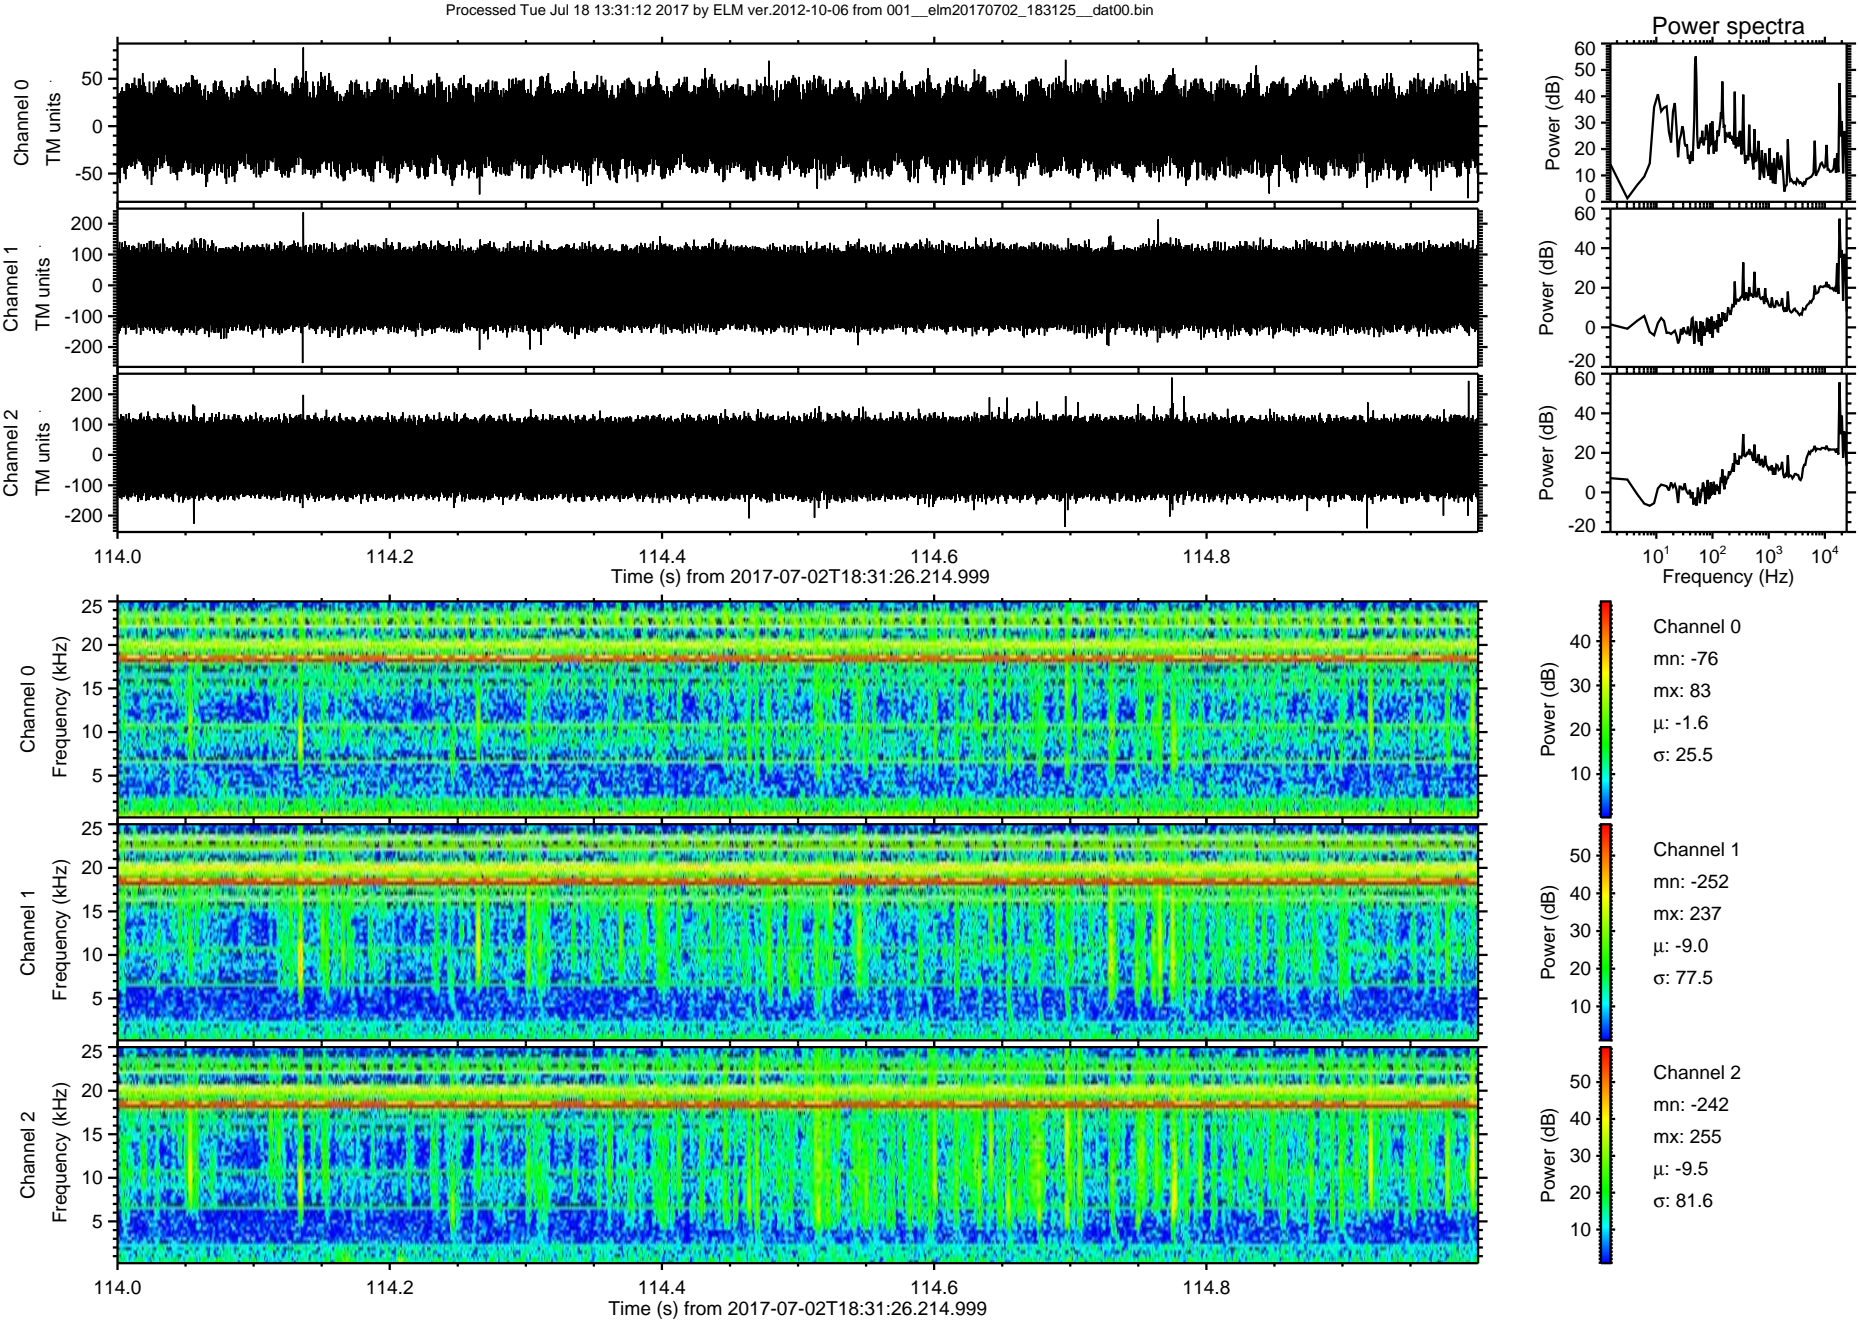 Processed Tue Jul 18 13:31:12 2017 by ELM ver.2012-10-06 from 001__elm20170702_183125__dat00.bin
Power spectra
Channel 0
TM units
50
0
-50
Power (dB)
60
50
40
30
20
10
0
Channel 1
TM units
200
100
0
-100
-200
Power (dB)
60
40
20
0
-20
Channel 2
TM units
200
100
0
-100
-200
Power (dB)
60
40
20
0
-20
114.0 114.2 114.4 114.6 114.8
Time (s) from 2017-07-02T18:31:26.214.999
10^1 10^2 10^3 10^4
Frequency (Hz)
Channel 0
Frequency (kHz)
25
20
15
10
5
Power (dB)
40
30
20
10
Channel 0
mn: -76
mx: 83
μ: -1.6
σ: 25.5
Channel 1
Frequency (kHz)
25
20
15
10
5
Power (dB)
50
40
30
20
10
Channel 1
mn: -252
mx: 237
μ: -9.0
σ: 77.5
Channel 2
Frequency (kHz)
25
20
15
10
5
Power (dB)
50
40
30
20
10
Channel 2
mn: -242
mx: 255
μ: -9.5
σ: 81.6
114.0 114.2 114.4 114.6 114.8
Time (s) from 2017-07-02T18:31:26.214.999